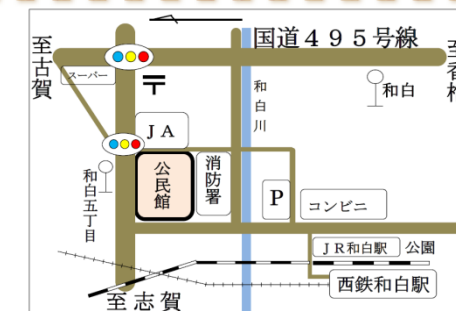 国道495号線
至古賀
至香椎
スーパー
〒
和白
和白川
JA
公民館
消防署
和白五丁目
P
コンビニ
JR和白駅
公園
西鉄和白駅
至志賀